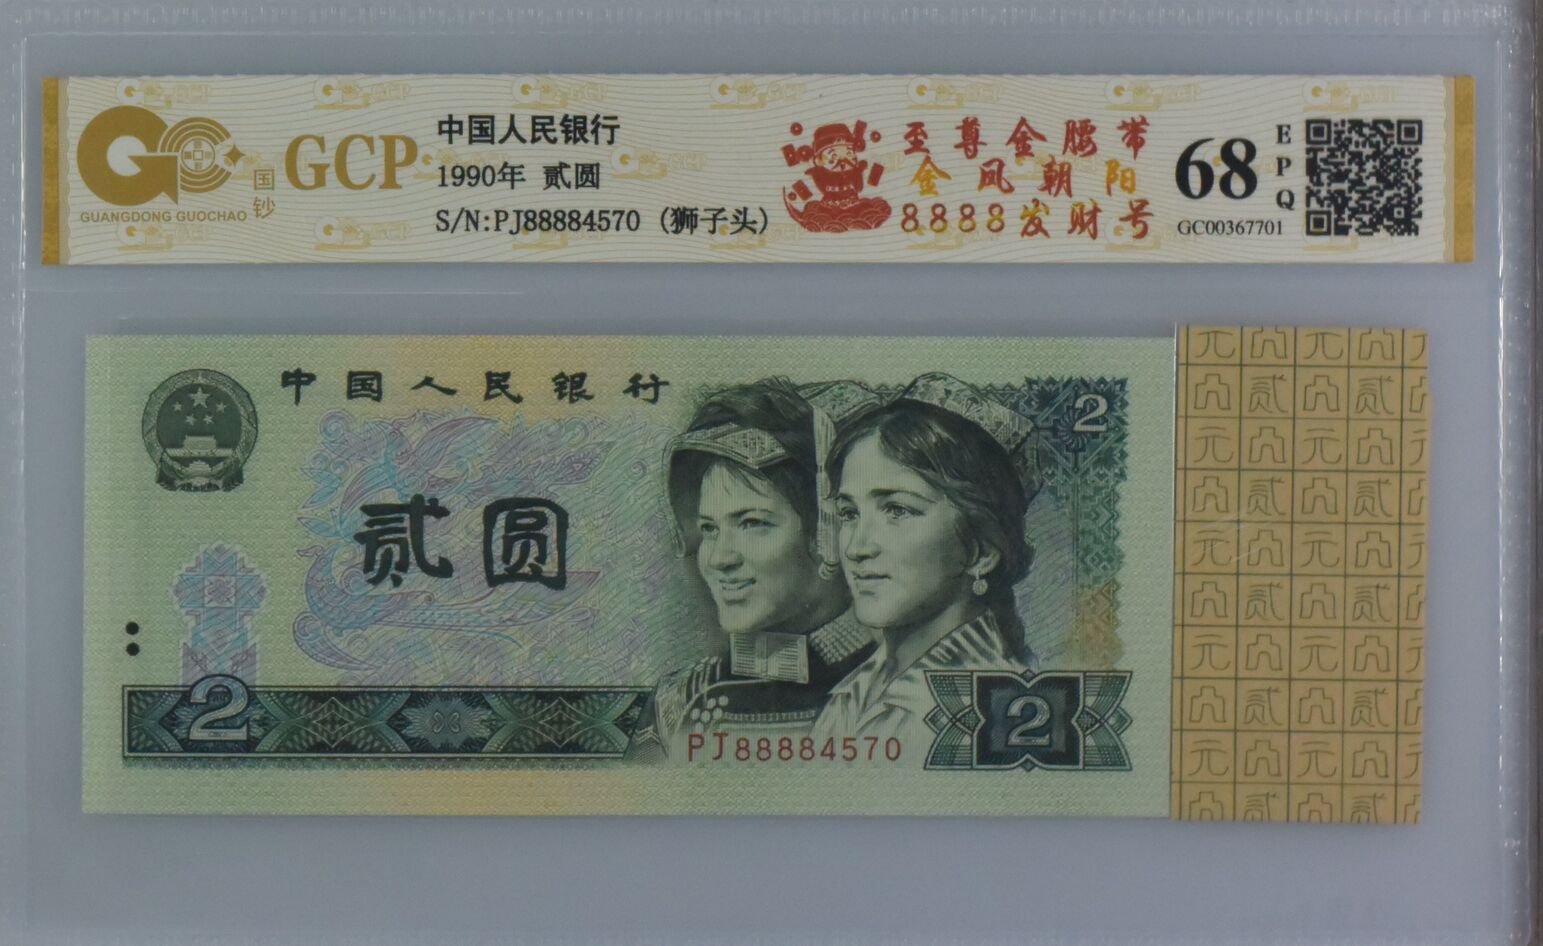 GCP
国钞
GUANGDONG GUOCHAO
中国人民银行
1990年 贰圆
S/N:PJ88884570 (狮子头)
至尊金腰带
金凤朝阳
8888发财号
68
EPQ
GC00367701
中国人民银行
2
贰圆
2
PJ88884570
2